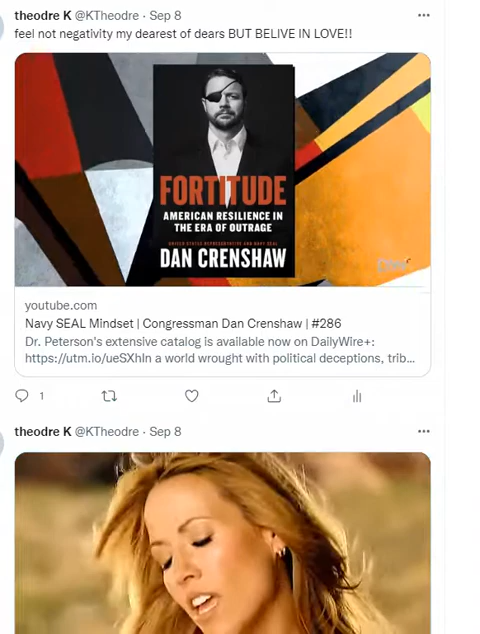 theodre K @KTheodre · Sep 8
feel not negativity my dearest of dears BUT BELIVE IN LOVE!!
FORTITUDE
AMERICAN RESILIENCE IN
THE ERA OF OUTRAGE
UNITED STATES REPRESENTATIVE AND NAVY SEAL
DAN CRENSHAW
youtube.com
Navy SEAL Mindset | Congressman Dan Crenshaw | #286
Dr. Peterson's extensive catalog is available now on DailyWire+:
https://utm.io/ueSXhIn a world wrought with political deceptions, trib...
1
theodre K @KTheodre · Sep 8